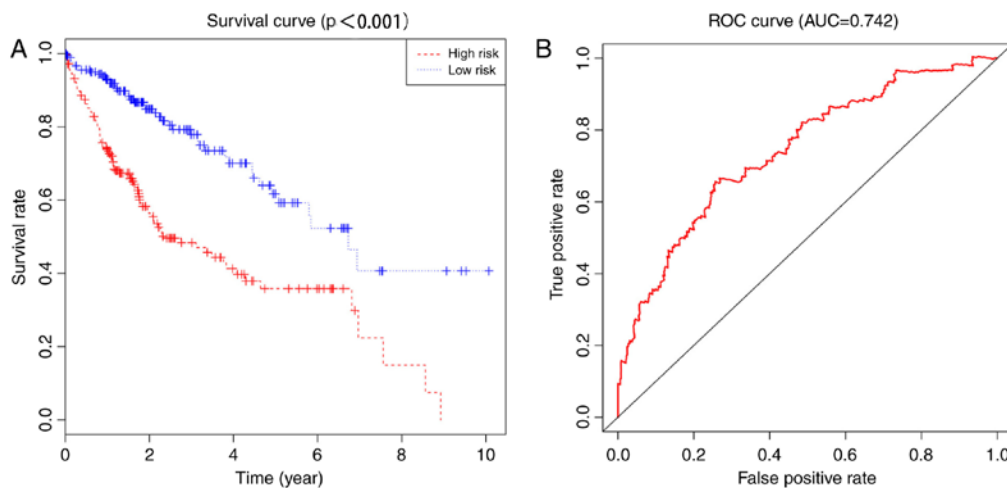 Survival curve (p<0.001)
A
High risk
Low risk
Survival rate
1.0
0.8
0.6
0.4
0.2
0.0
0 2 4 6 8 10
Time (year)
ROC curve (AUC=0.742)
B
True positive rate
1.0
0.8
0.6
0.4
0.2
0.0
0.0 0.2 0.4 0.6 0.8 1.0
False positive rate